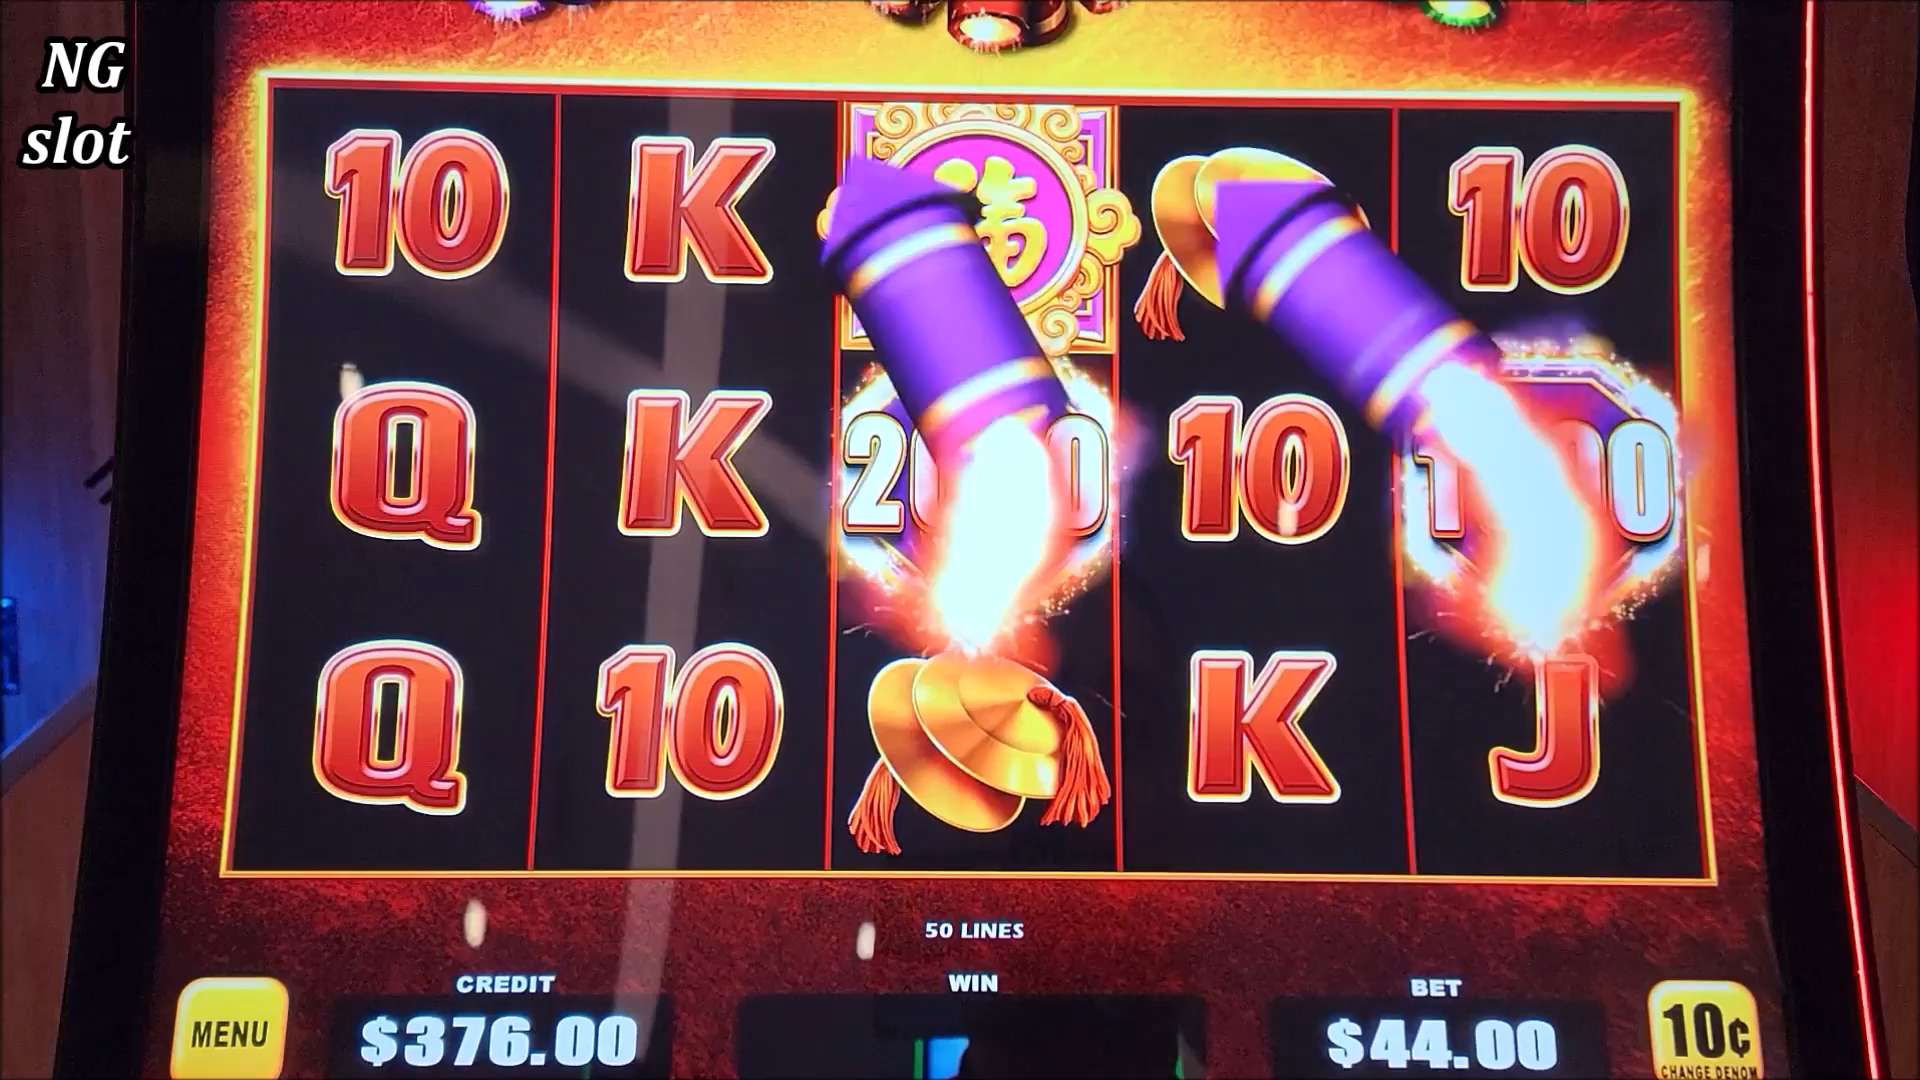 NG
slot
10 K 10
Q K 10
Q 10 K J
50 LINES
CREDIT WIN BET
MENU $376.00 $44.00 10¢
CHANGE DENOM